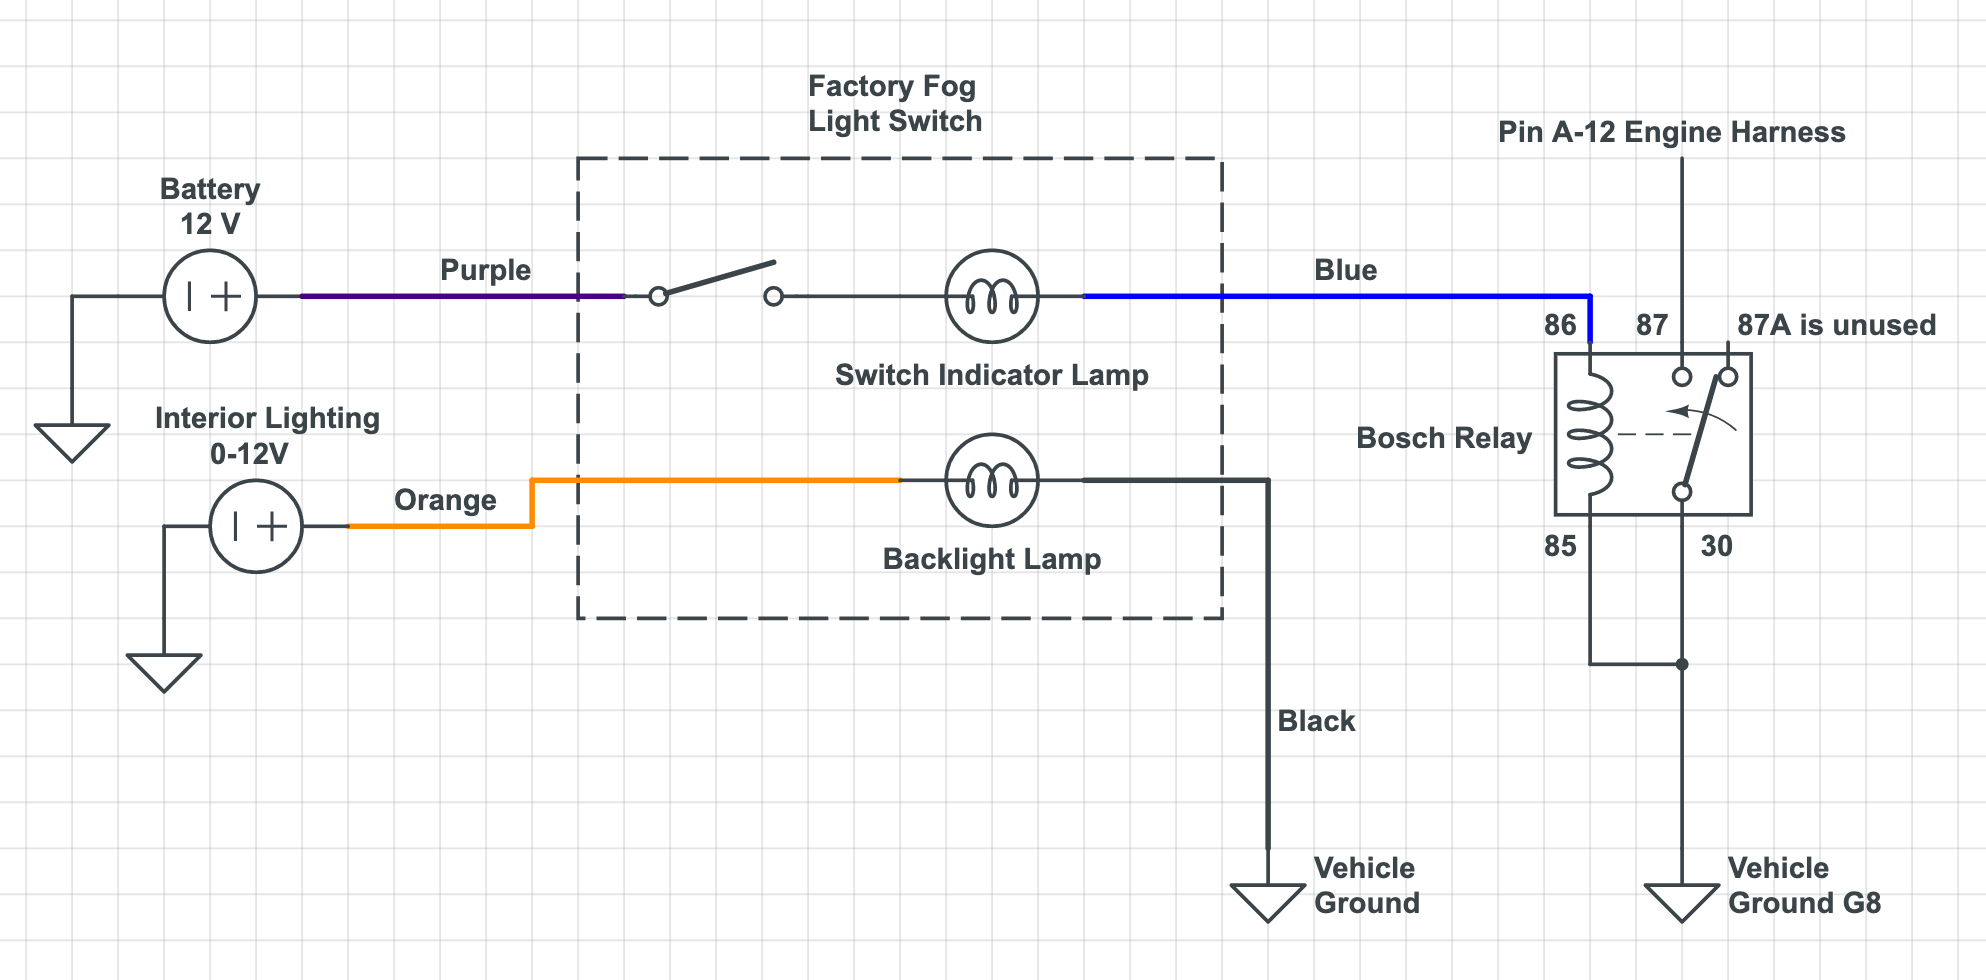 Factory Fog
Light Switch
Pin A-12 Engine Harness
Battery
12 V
Purple
Blue
86
87
87A is unused
Switch Indicator Lamp
Interior Lighting
0-12V
Bosch Relay
Orange
85
30
Backlight Lamp
Black
Vehicle
Ground
Vehicle
Ground G8